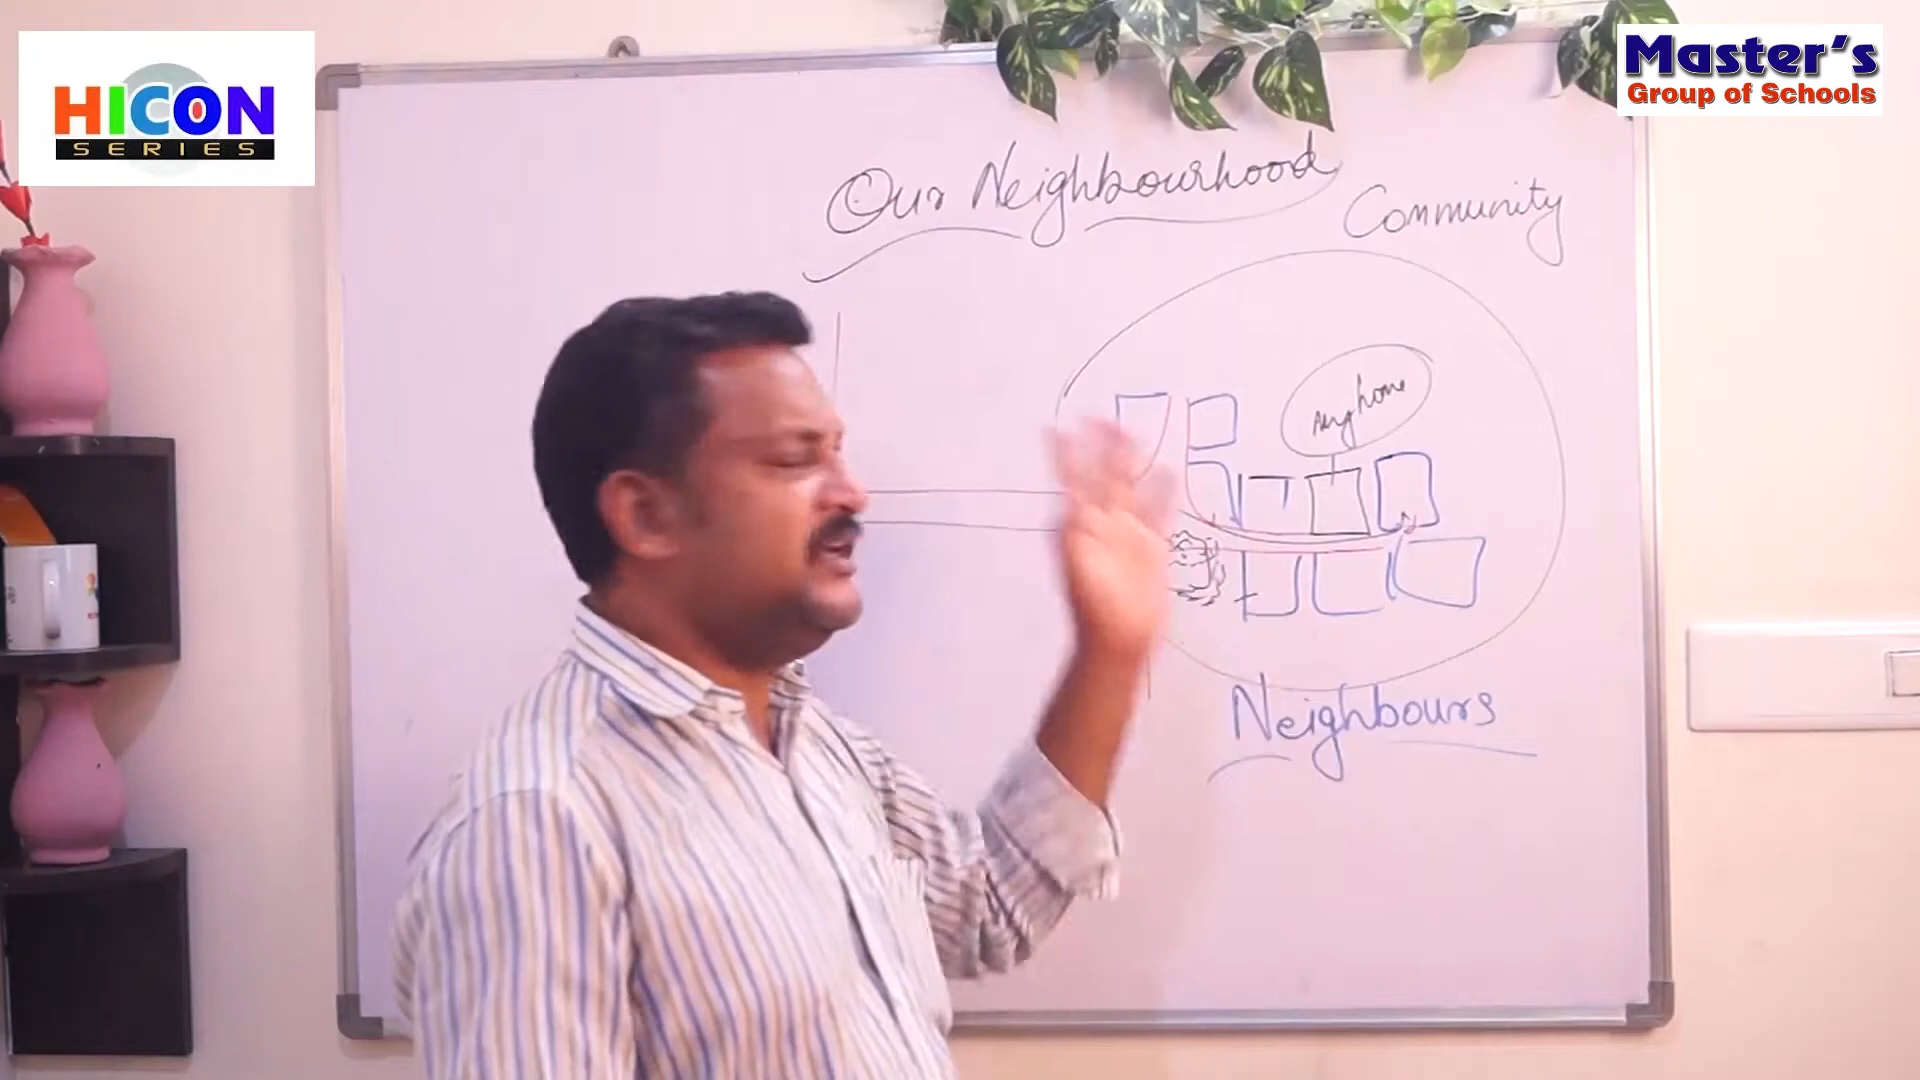 HICON
SERIES
Master's
Group of Schools
Our Neighbourhood
Community
my home
Neighbours